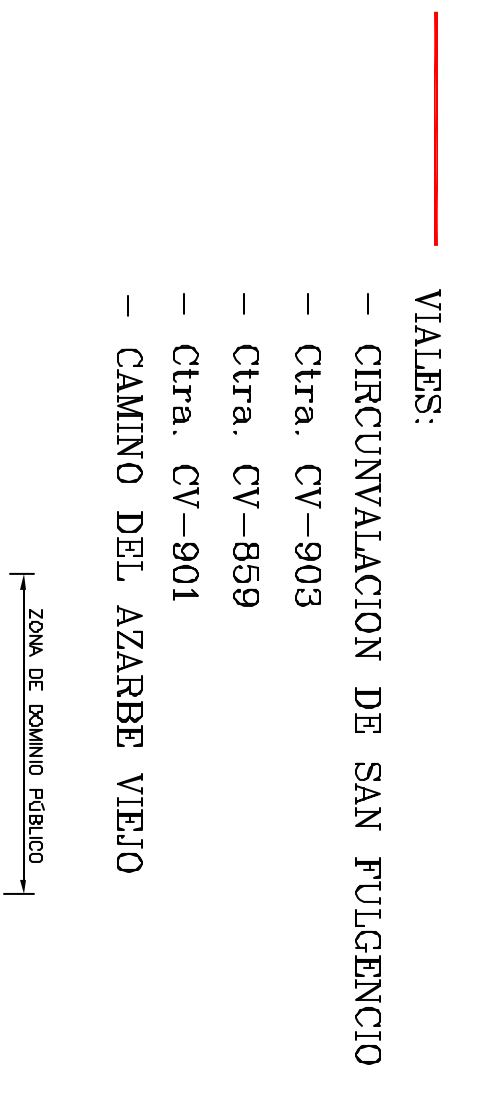 VIALES:
- CIRCUNVALACION DE SAN FULGENCIO
- Ctra. CV-903
- Ctra. CV-859
- Ctra. CV-901
- CAMINO DEL AZARBE VIEJO
ZONA DE DOMINIO PÚBLICO